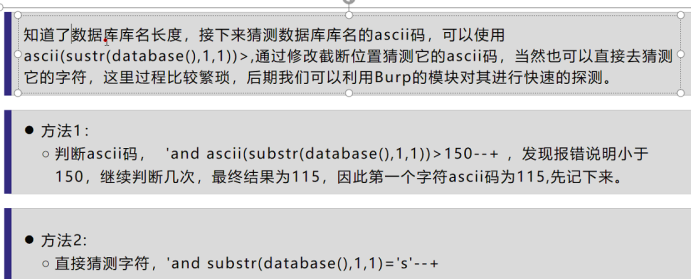 知道了数据库库名长度，接下来猜测数据库库名的ascii码，可以使用
ascii(sustr(database(),1,1))>,通过修改截断位置猜测它的ascii码，当然也可以直接去猜测
它的字符，这里过程比较繁琐，后期我们可以利用Burp的模块对其进行快速的探测。
● 方法1：
○ 判断ascii码， 'and ascii(substr(database(),1,1))>150--+ ，发现报错说明小于
150，继续判断几次，最终结果为115，因此第一个字符ascii码为115,先记下来。
● 方法2:
○ 直接猜测字符，'and substr(database(),1,1)='s'--+